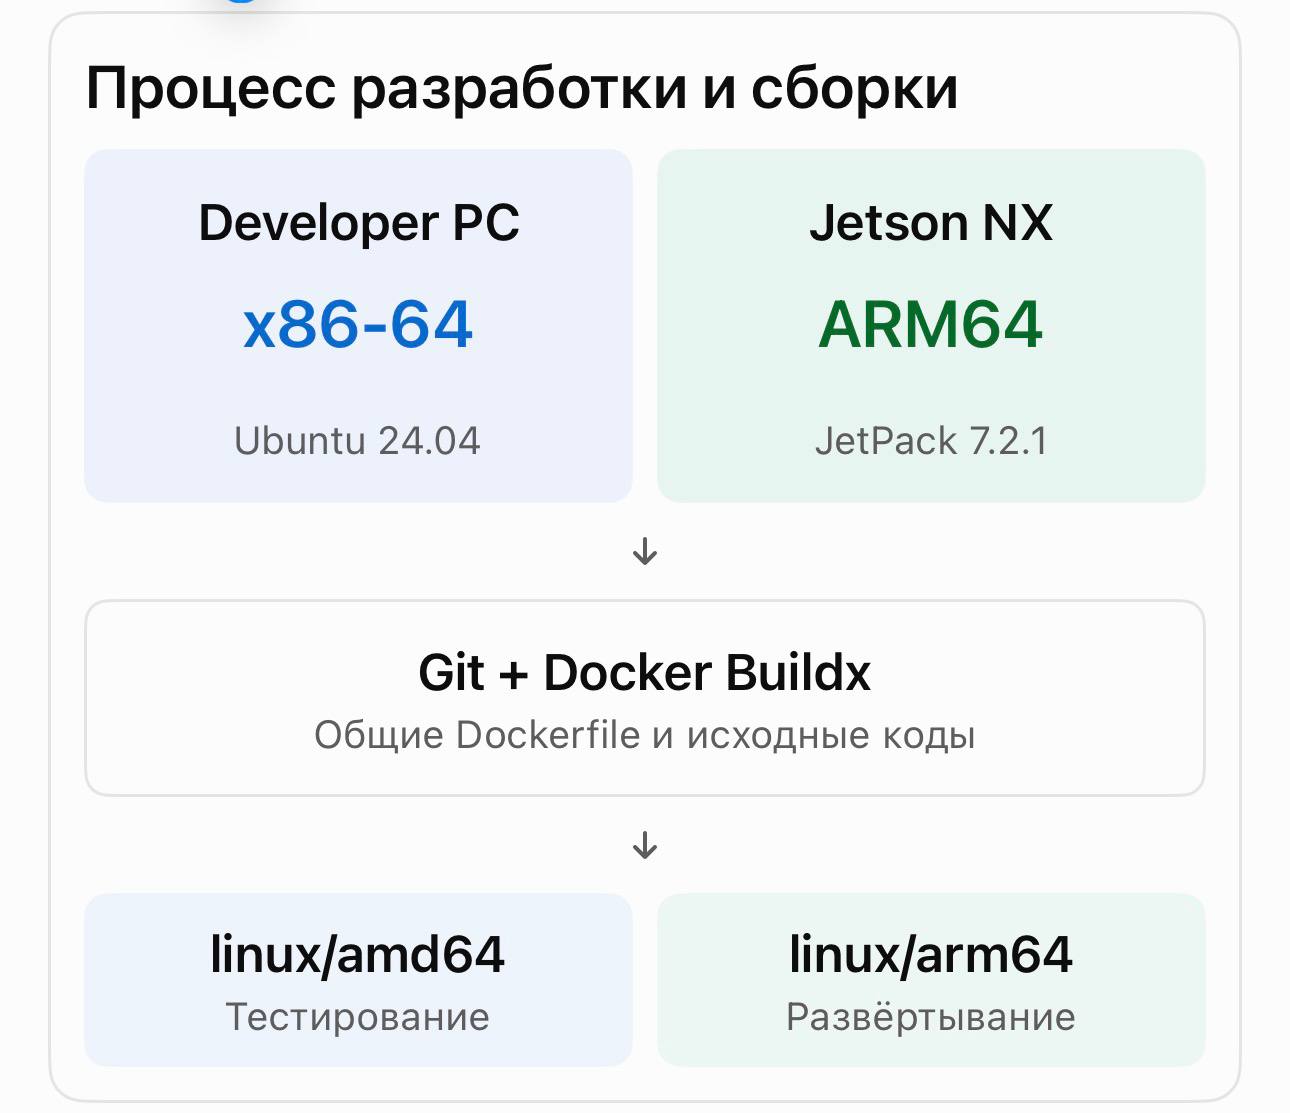 Процесс разработки и сборки
Developer PC
x86-64
Ubuntu 24.04
Jetson NX
ARM64
JetPack 7.2.1
↓
Git + Docker Buildx
Общие Dockerfile и исходные коды
↓
linux/amd64
Тестирование
linux/arm64
Развёртывание